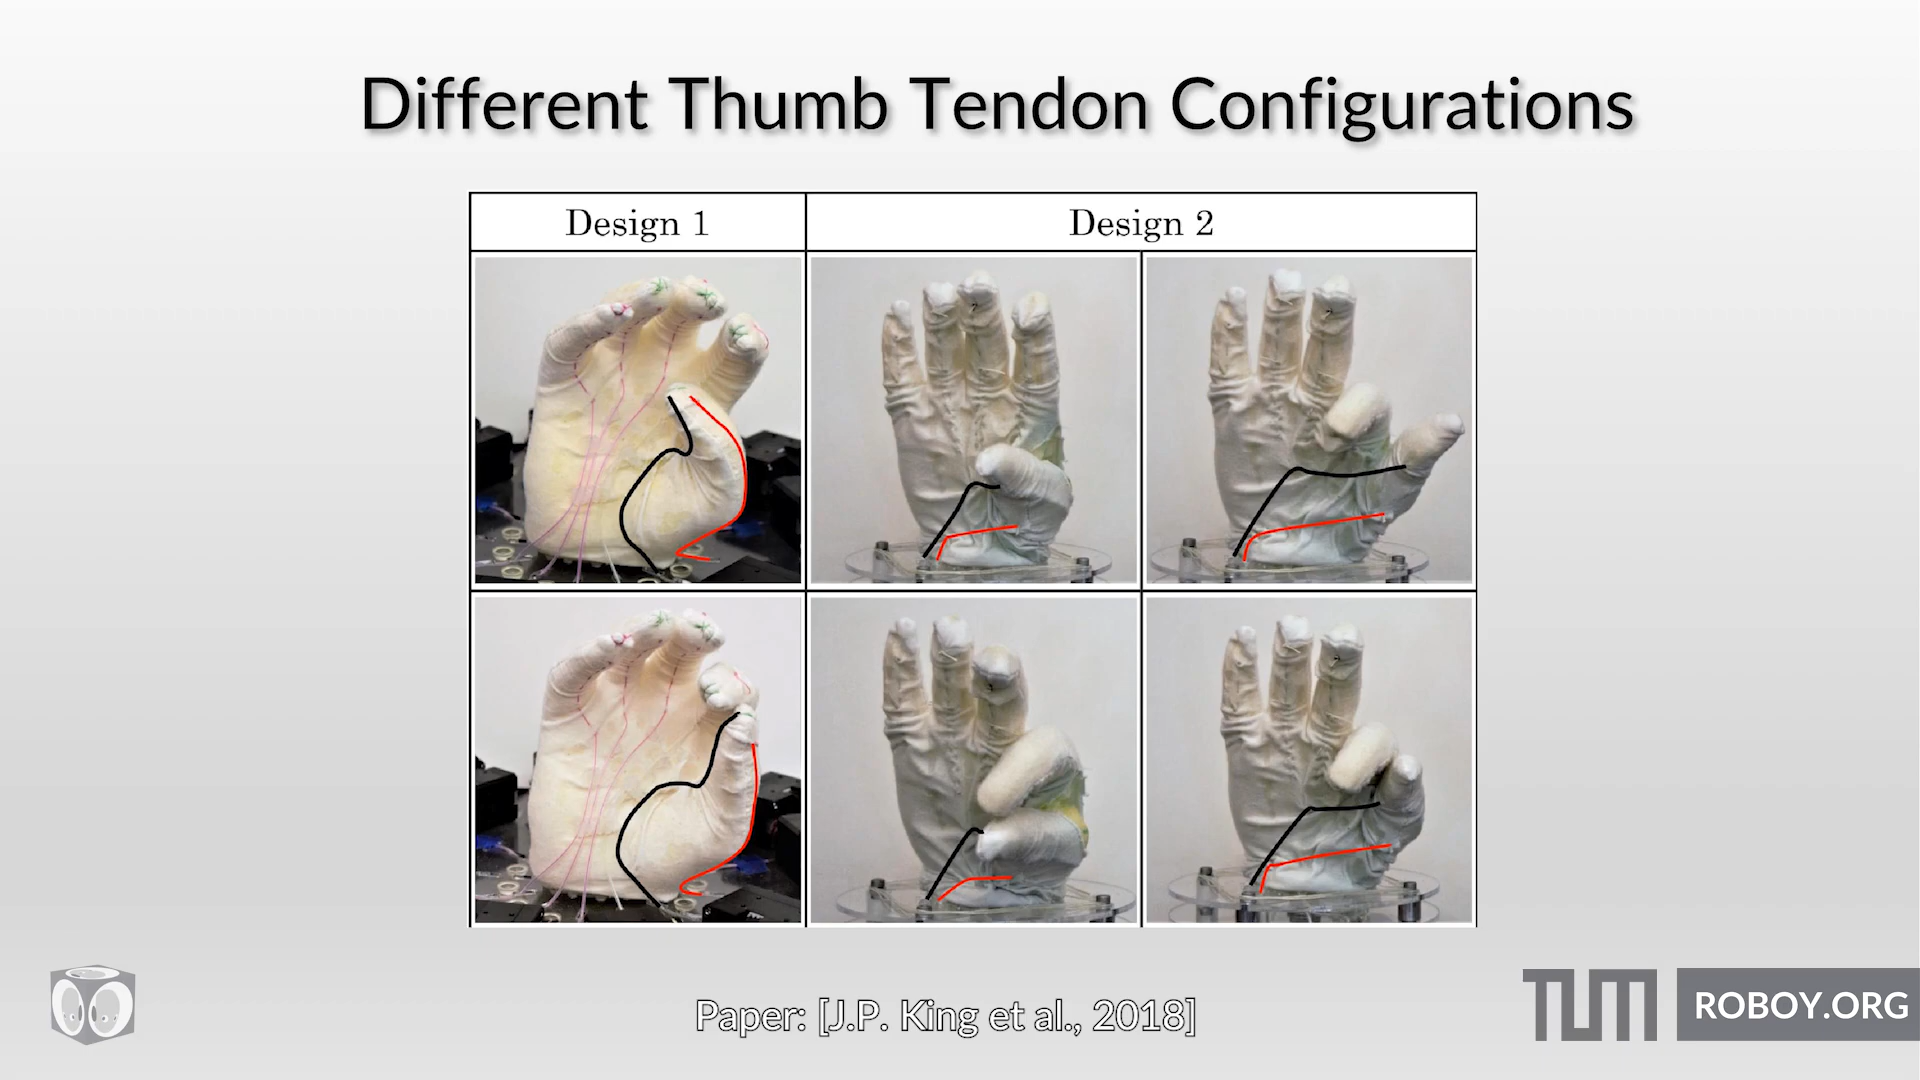 Different Thumb Tendon Configurations
Design 1
Design 2
Paper: [J.P. King et al., 2018]
TUM
ROBOY.ORG